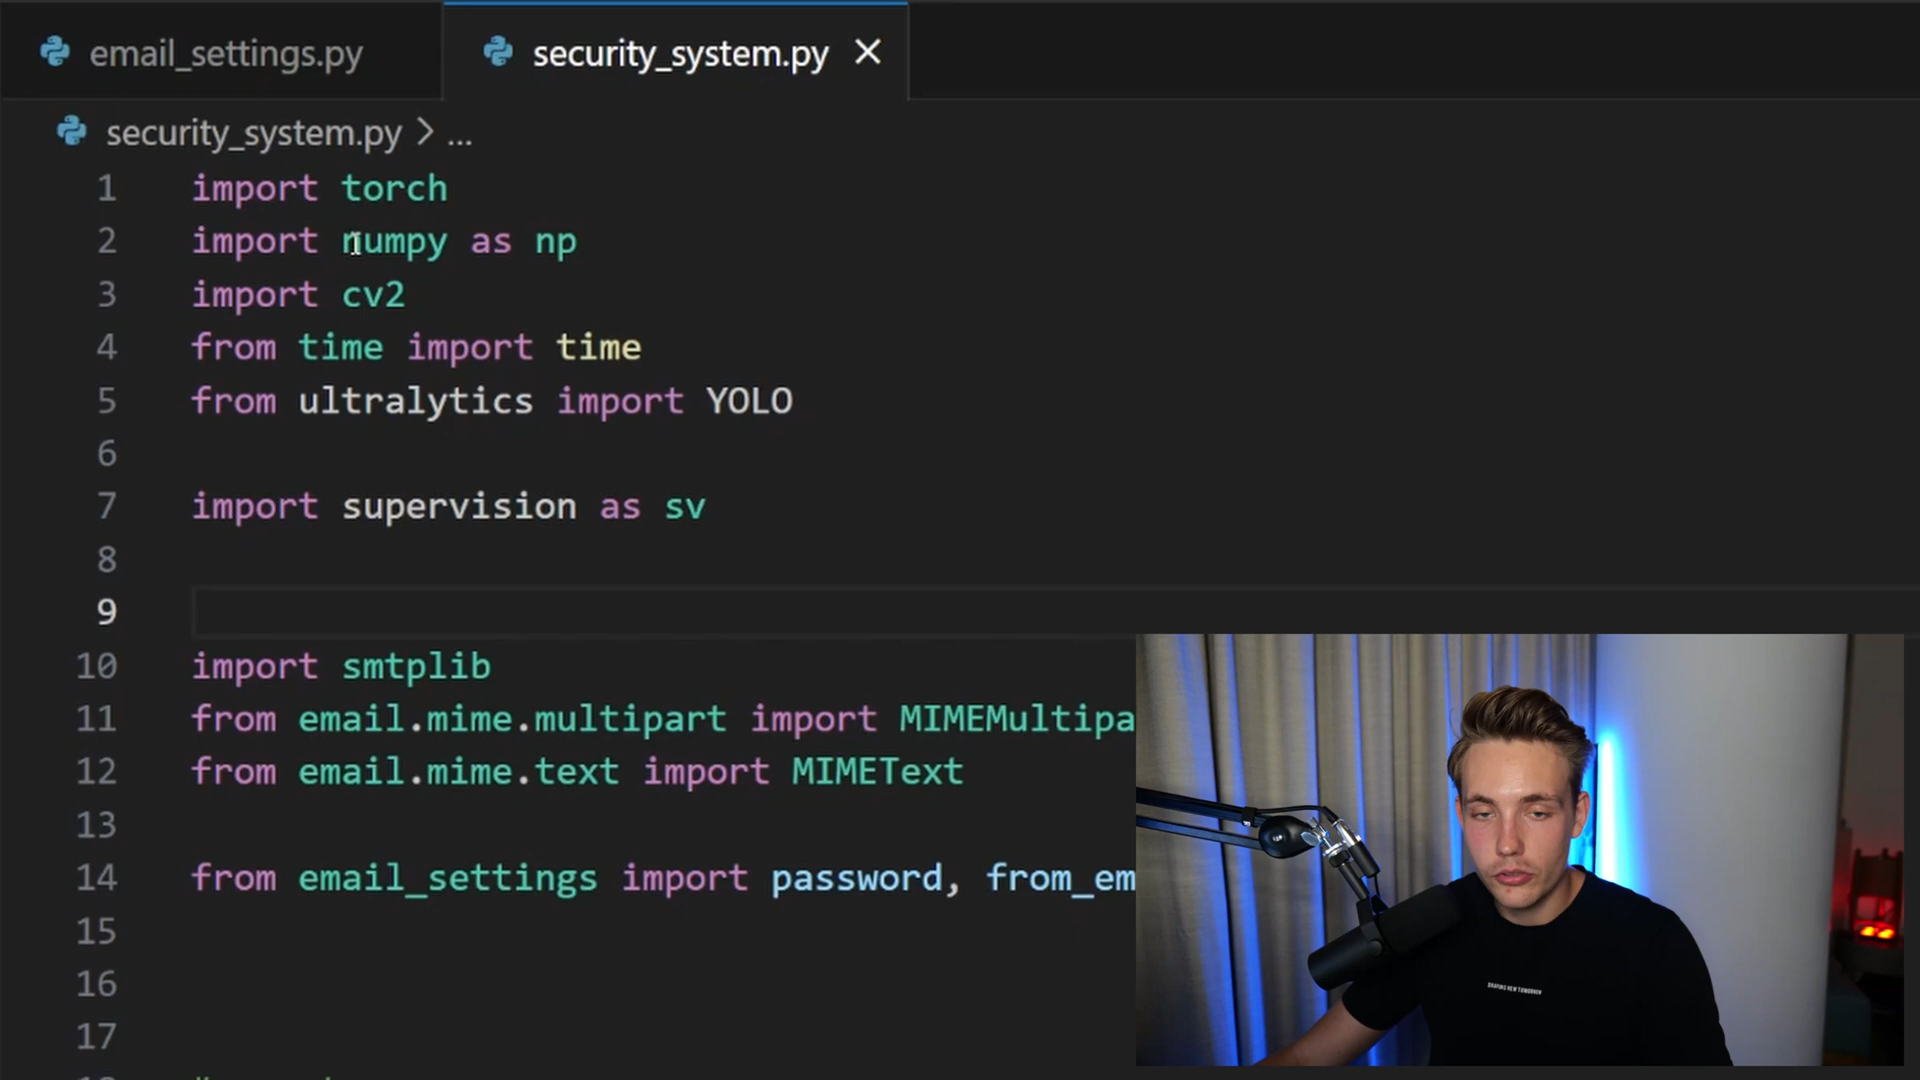 email_settings.py
security_system.py
security_system.py > ...
1 import torch
2 import numpy as np
3 import cv2
4 from time import time
5 from ultralytics import YOLO
6
7 import supervision as sv
8
9
10 import smtplib
11 from email.mime.multipart import MIMEMultipa
12 from email.mime.text import MIMEText
13
14 from email_settings import password, from_em
15
16
17